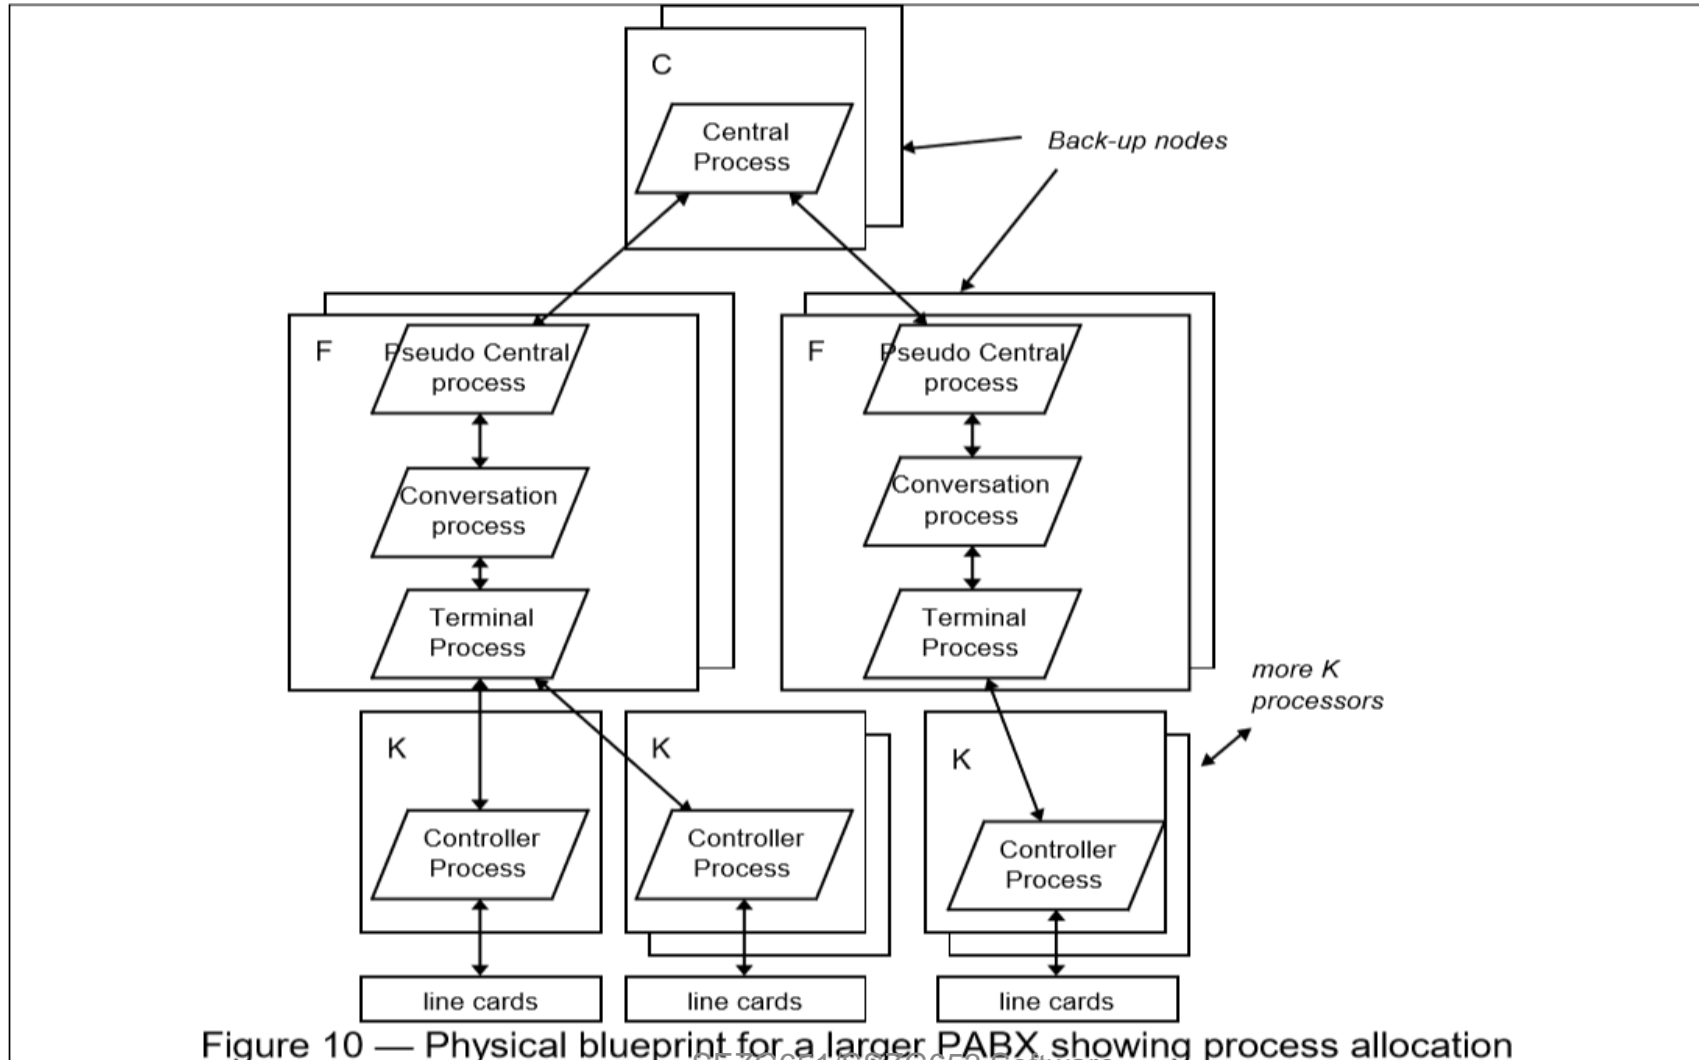 C
Central
Process
Back-up nodes
F
Pseudo Central
process
Conversation
process
Terminal
Process
F
Pseudo Central
process
Conversation
process
Terminal
Process
more K
processors
K
Controller
Process
K
Controller
Process
K
Controller
Process
line cards
line cards
line cards
Figure 10 — Physical blueprint for a larger PABX showing process allocation